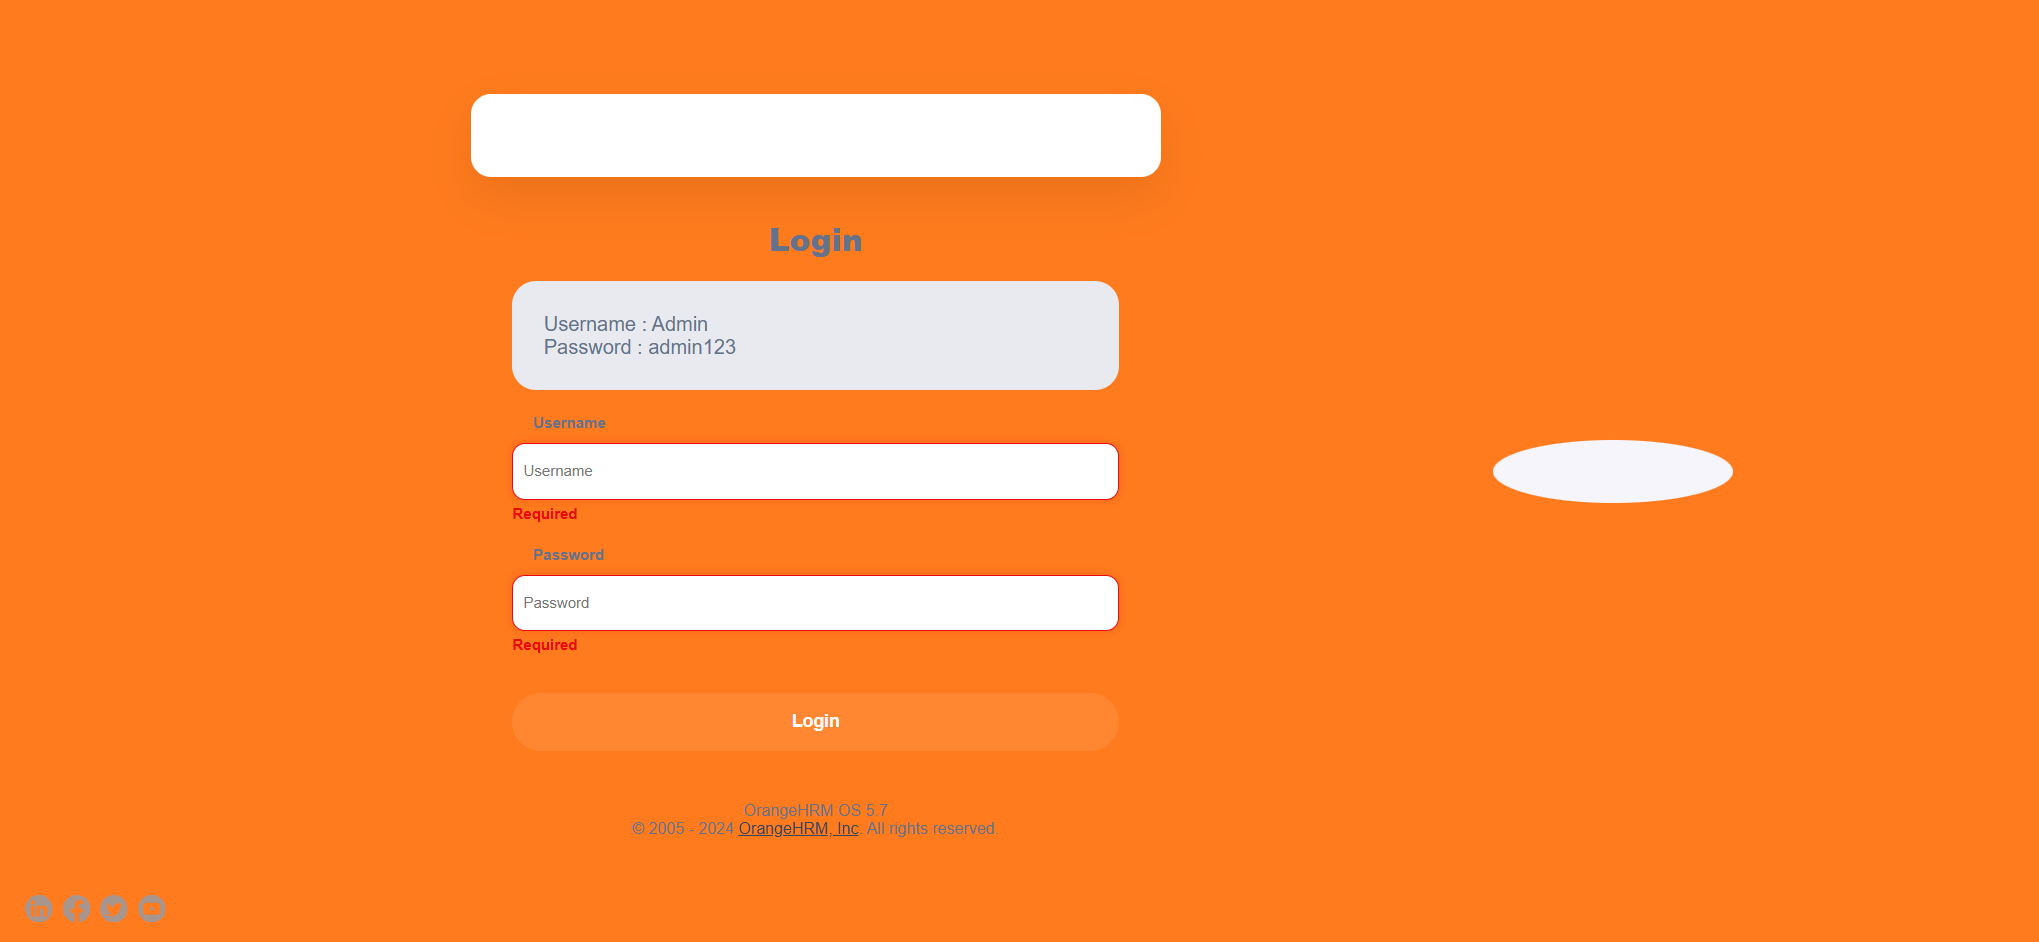 Login
Username : Admin
Password : admin123
Username
Username
Required
Password
Password
Required
Login
OrangeHRM OS 5.7
© 2005 - 2024 OrangeHRM, Inc. All rights reserved.